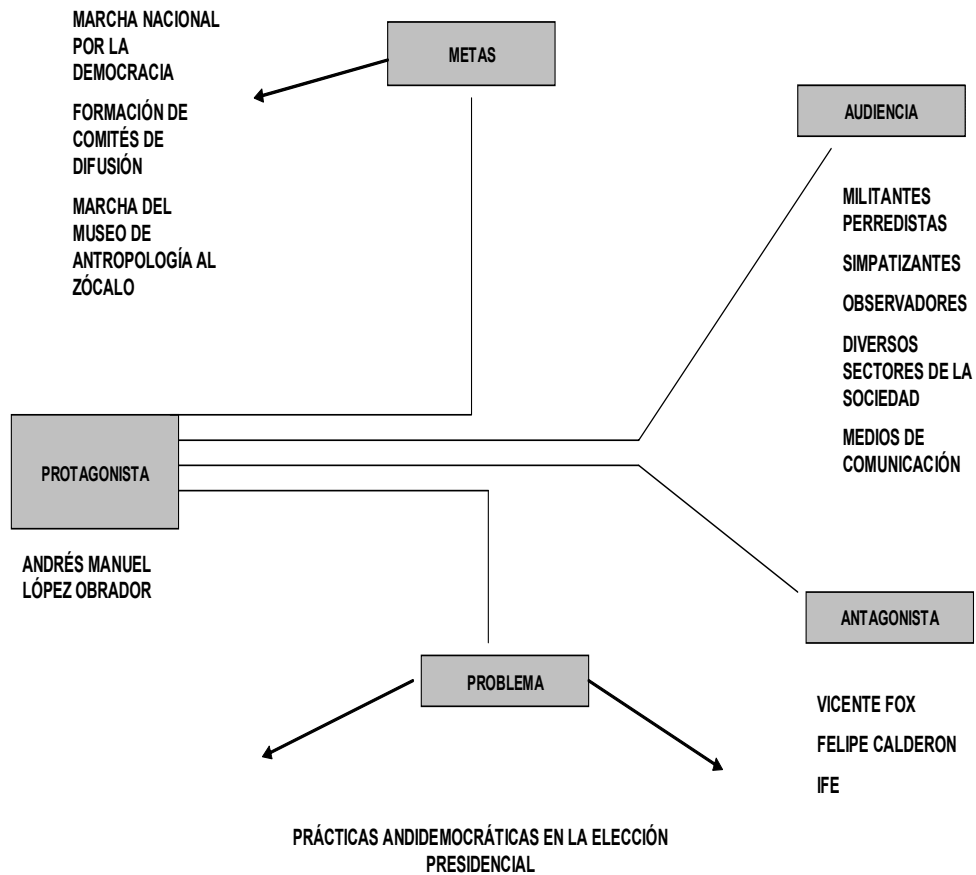 MARCHA NACIONAL
POR LA
DEMOCRACIA
FORMACIÓN DE
COMITÉS DE
DIFUSIÓN
MARCHA DEL
MUSEO DE
ANTROPOLOGÍA AL
ZÓCALO
METAS
AUDIENCIA
MILITANTES
PERREDISTAS
SIMPATIZANTES
OBSERVADORES
DIVERSOS
SECTORES DE LA
SOCIEDAD
MEDIOS DE
COMUNICACIÓN
PROTAGONISTA
ANDRÉS MANUEL
LÓPEZ OBRADOR
ANTAGONISTA
VICENTE FOX
FELIPE CALDERON
IFE
PROBLEMA
PRÁCTICAS ANDIDEMOCRÁTICAS EN LA ELECCIÓN
PRESIDENCIAL